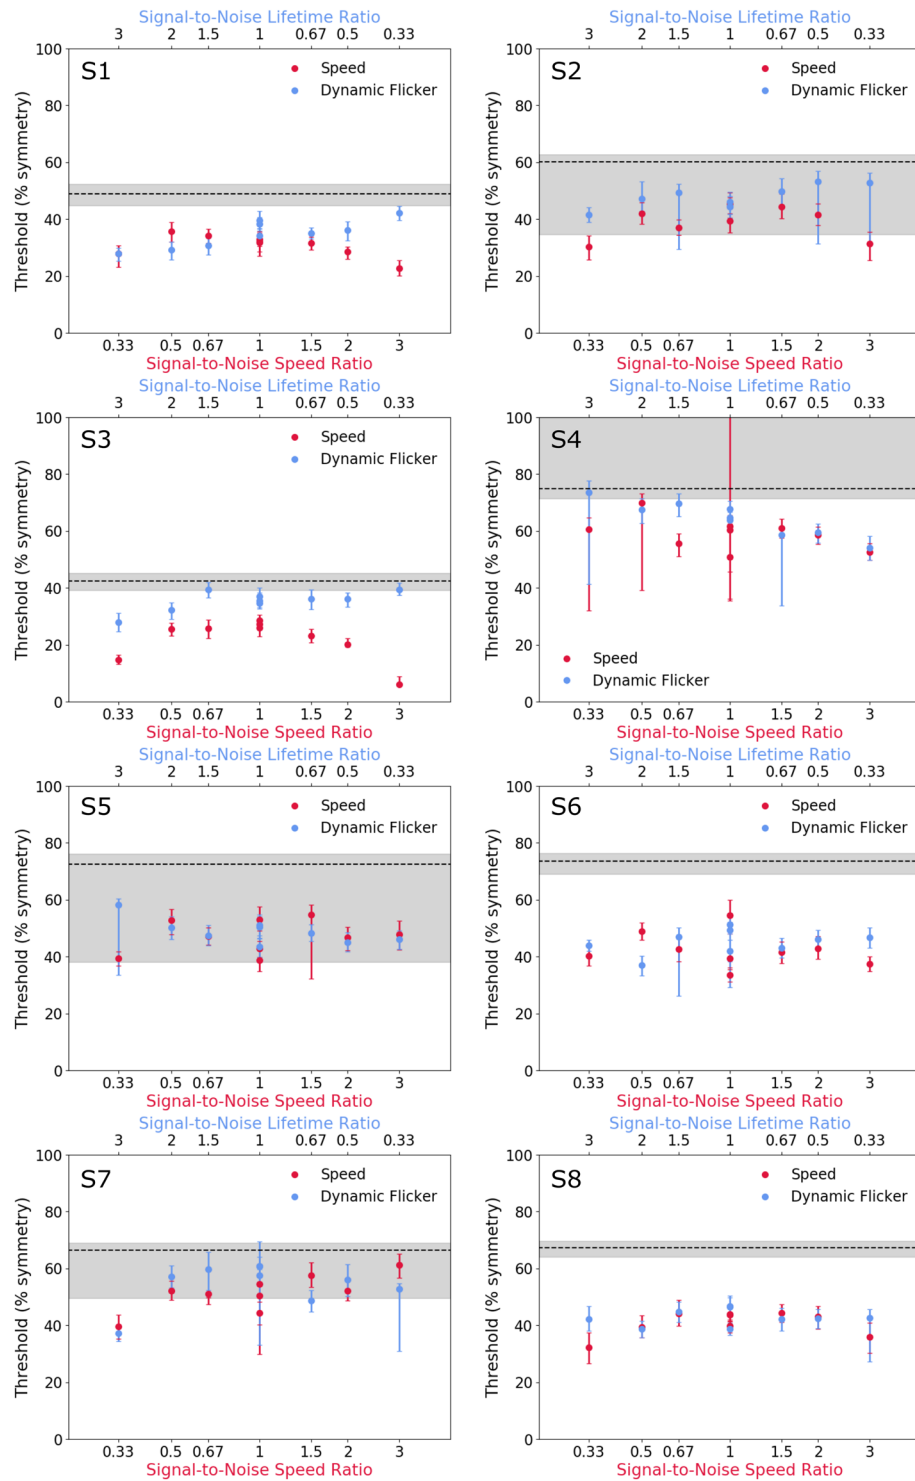 Signal-to-Noise Lifetime Ratio
3 2 1.5 1 0.67 0.5 0.33
S1
Speed
Dynamic Flicker
Threshold (% symmetry)
100
80
60
40
20
0
0.33 0.5 0.67 1 1.5 2 3
Signal-to-Noise Speed Ratio
Signal-to-Noise Lifetime Ratio
3 2 1.5 1 0.67 0.5 0.33
S2
Speed
Dynamic Flicker
Threshold (% symmetry)
100
80
60
40
20
0
0.33 0.5 0.67 1 1.5 2 3
Signal-to-Noise Speed Ratio
Signal-to-Noise Lifetime Ratio
3 2 1.5 1 0.67 0.5 0.33
S3
Speed
Dynamic Flicker
Threshold (% symmetry)
100
80
60
40
20
0
0.33 0.5 0.67 1 1.5 2 3
Signal-to-Noise Speed Ratio
Signal-to-Noise Lifetime Ratio
3 2 1.5 1 0.67 0.5 0.33
S4
Speed
Dynamic Flicker
Threshold (% symmetry)
100
80
60
40
20
0
0.33 0.5 0.67 1 1.5 2 3
Signal-to-Noise Speed Ratio
Signal-to-Noise Lifetime Ratio
3 2 1.5 1 0.67 0.5 0.33
S5
Speed
Dynamic Flicker
Threshold (% symmetry)
100
80
60
40
20
0
0.33 0.5 0.67 1 1.5 2 3
Signal-to-Noise Speed Ratio
Signal-to-Noise Lifetime Ratio
3 2 1.5 1 0.67 0.5 0.33
S6
Speed
Dynamic Flicker
Threshold (% symmetry)
100
80
60
40
20
0
0.33 0.5 0.67 1 1.5 2 3
Signal-to-Noise Speed Ratio
Signal-to-Noise Lifetime Ratio
3 2 1.5 1 0.67 0.5 0.33
S7
Speed
Dynamic Flicker
Threshold (% symmetry)
100
80
60
40
20
0
0.33 0.5 0.67 1 1.5 2 3
Signal-to-Noise Speed Ratio
Signal-to-Noise Lifetime Ratio
3 2 1.5 1 0.67 0.5 0.33
S8
Speed
Dynamic Flicker
Threshold (% symmetry)
100
80
60
40
20
0
0.33 0.5 0.67 1 1.5 2 3
Signal-to-Noise Speed Ratio